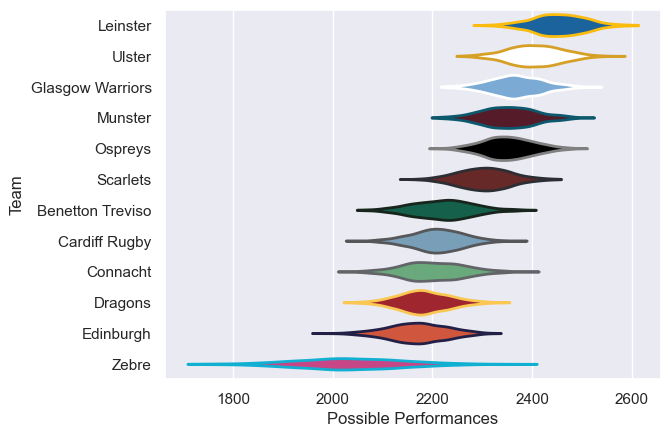 Leinster
Ulster
Glasgow Warriors
Munster
Ospreys
Scarlets
Benetton Treviso
Cardiff Rugby
Connacht
Dragons
Edinburgh
Zebre
Team
1800 2000 2200 2400 2600
Possible Performances